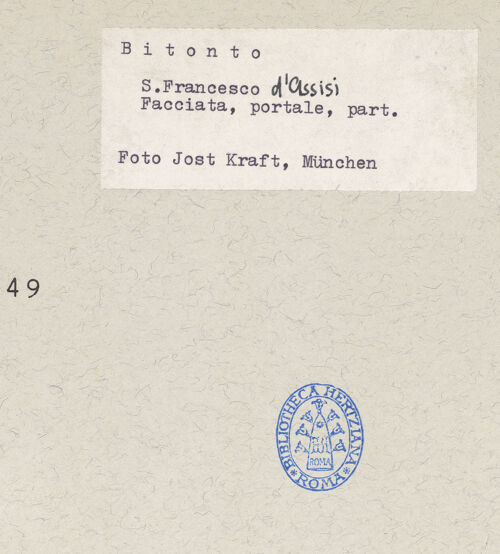 B i t o n t o
S.Francesco d'Assisi
Facciata, portale, part.
Foto Jost Kraft, München
49
BIBLIOTHECA HERTZIANA
ROMA
ROMA